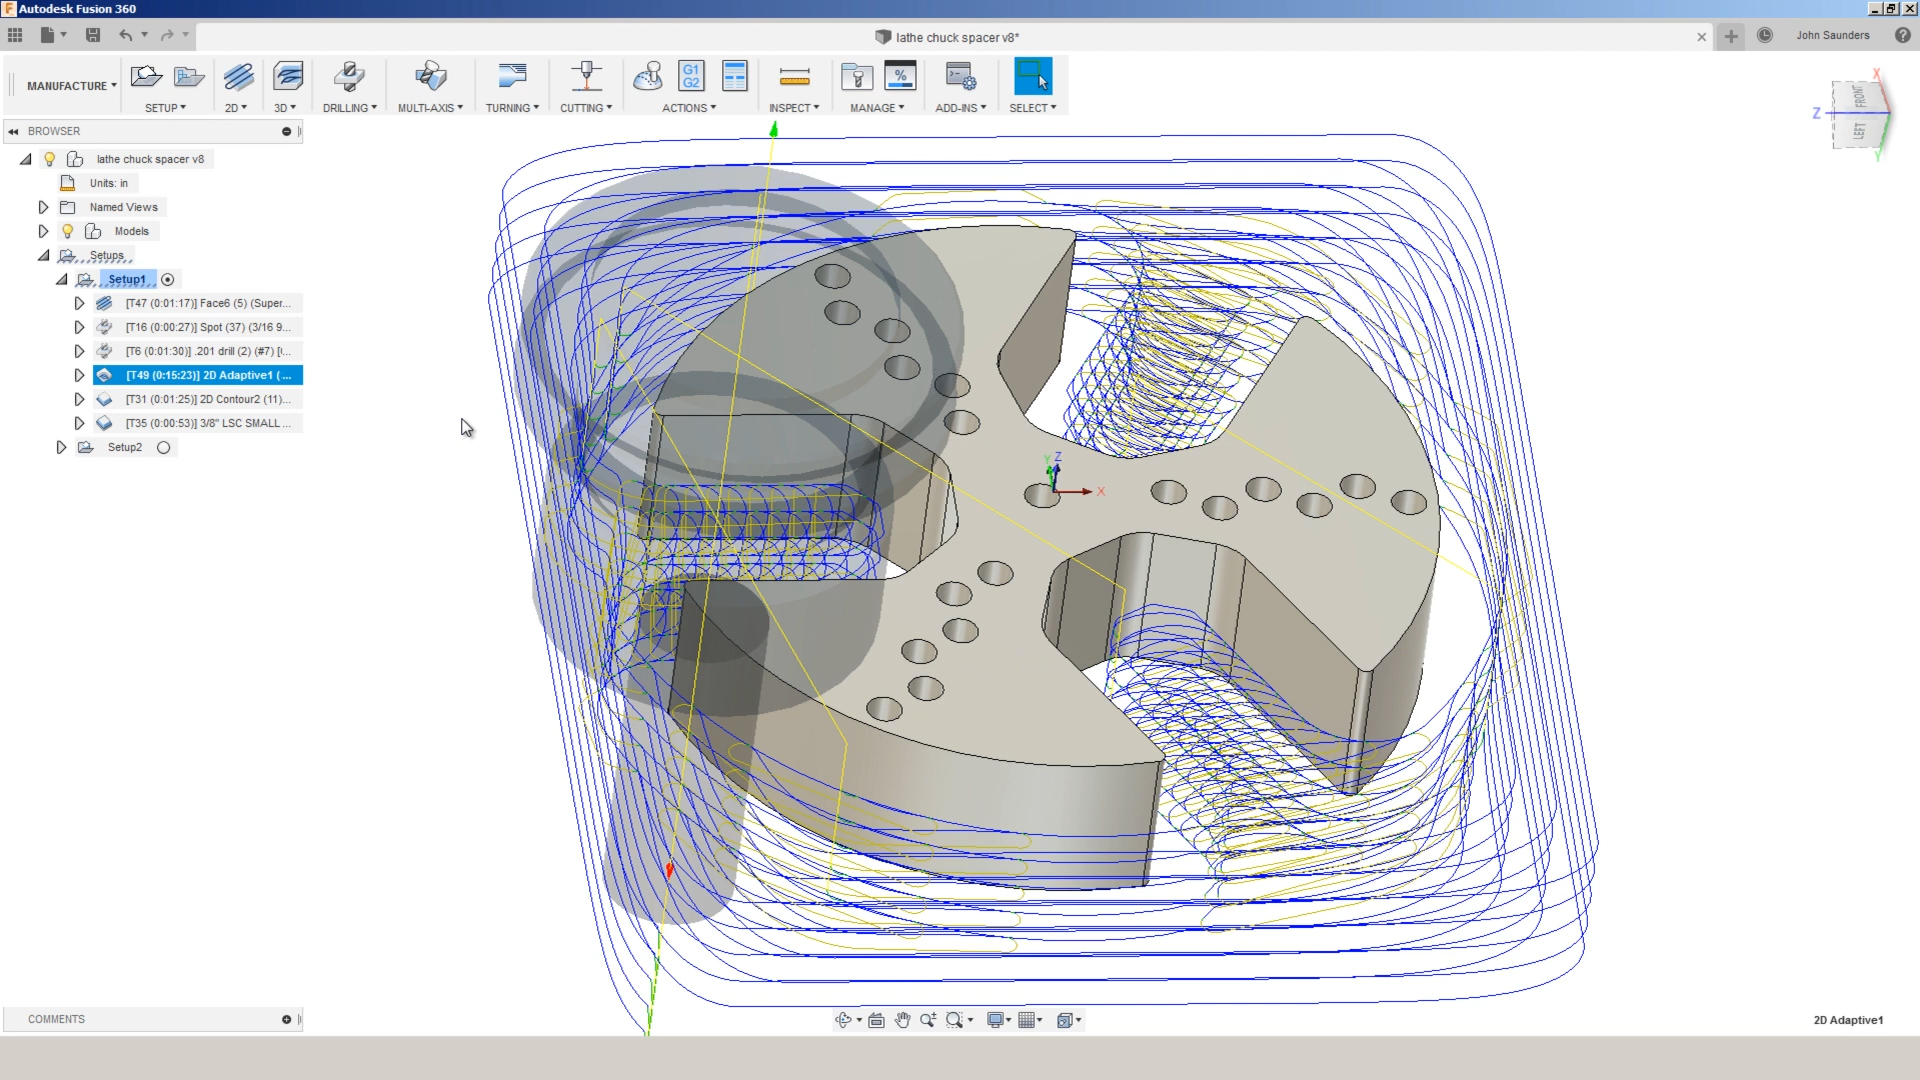 Autodesk Fusion 360
lathe chuck spacer v8*
John Saunders
MANUFACTURE
G1
G2
%
SETUP
2D
3D
DRILLING
MULTI-AXIS
TURNING
CUTTING
ACTIONS
INSPECT
MANAGE
ADD-INS
SELECT
X
Z
FRONT
LEFT
Y
BROWSER
lathe chuck spacer v8
Units: in
Named Views
Models
Setups
Setup1
[T47 (0:01:17)] Face6 (5) (Super...
[T16 (0:00:27)] Spot (37) (3/16 9...
[T6 (0:01:30)] .201 drill (2) (#7) [(...
[T49 (0:15:23)] 2D Adaptive1 (...
[T31 (0:01:25)] 2D Contour2 (11)...
[T35 (0:00:53)] 3/8" LSC SMALL ...
Setup2
Y Z
X
COMMENTS
2D Adaptive1